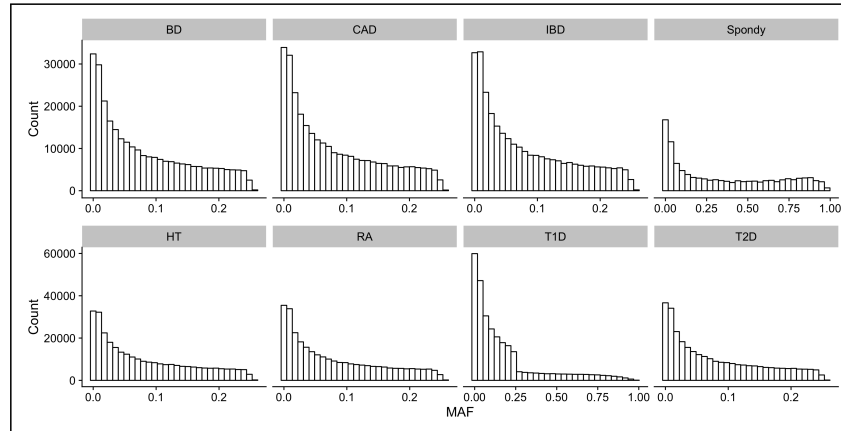 BD CAD IBD Spondy
30000
20000
10000
0
Count
0.0 0.1 0.2 0.0 0.1 0.2 0.0 0.1 0.2 0.00 0.25 0.50 0.75 1.00
HT RA T1D T2D
60000
40000
20000
0
Count
0.0 0.1 0.2 0.0 0.1 0.2 0.00 0.25 0.50 0.75 1.00 0.0 0.1 0.2
MAF